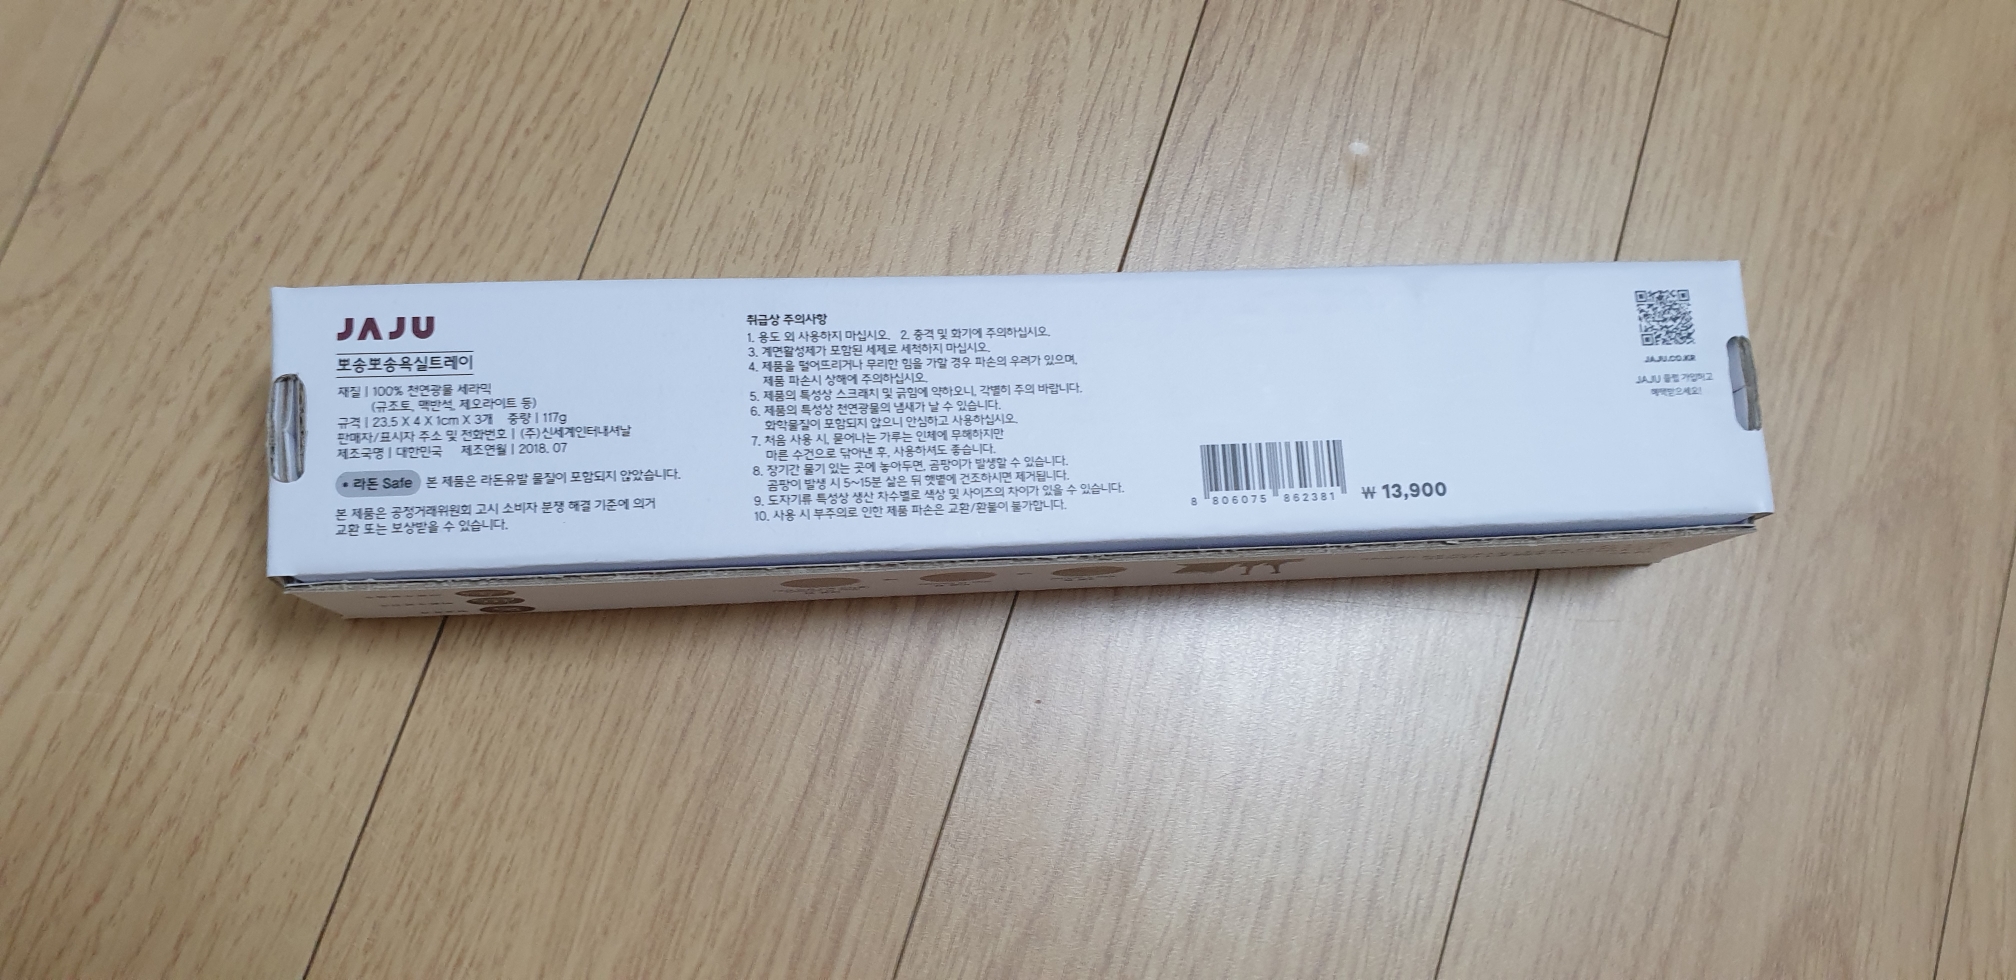 JAJU
뽀송뽀송욕실트레이
재질 | 100% 천연광물 세라믹
(규조토, 맥반석, 제오라이트 등)
규격 | 23.5 X 4 X 1cm X 3개 중량 | 117g
판매자/표시자 주소 및 전화번호 | (주)신세계인터내셔날
제조국명 | 대한민국 제조연월 | 2018. 07
• 라돈 Safe 본 제품은 라돈유발 물질이 포함되지 않았습니다.
본 제품은 공정거래위원회 고시 소비자 분쟁 해결 기준에 의거
교환 또는 보상받을 수 있습니다.
취급상 주의사항
1. 용도 외 사용하지 마십시오. 2. 충격 및 화기에 주의하십시오.
3. 계면활성제가 포함된 세제로 세척하지 마십시오.
4. 제품을 떨어뜨리거나 무리한 힘을 가할 경우 파손의 우려가 있으며,
제품 파손시 상해에 주의하십시오.
5. 제품의 특성상 스크래치 및 긁힘에 약하오니, 각별히 주의 바랍니다.
6. 제품의 특성상 천연광물의 냄새가 날 수 있습니다.
화학물질이 포함되지 않으니 안심하고 사용하십시오.
7. 처음 사용 시, 묻어나는 가루는 인체에 무해하지만
마른 수건으로 닦아낸 후, 사용하셔도 좋습니다.
8. 장기간 물기 있는 곳에 놓아두면, 곰팡이가 발생할 수 있습니다.
곰팡이 발생 시 5~15분 삶은 뒤 햇볕에 건조하시면 제거됩니다.
9. 도자기류 특성상 생산 차수별로 색상 및 사이즈의 차이가 있을 수 있습니다.
10. 사용 시 부주의로 인한 제품 파손은 교환/환불이 불가합니다.
8 806075 862381
₩ 13,900
JAJU.CO.KR
JAJU 클럽 가입하고
혜택받으세요!